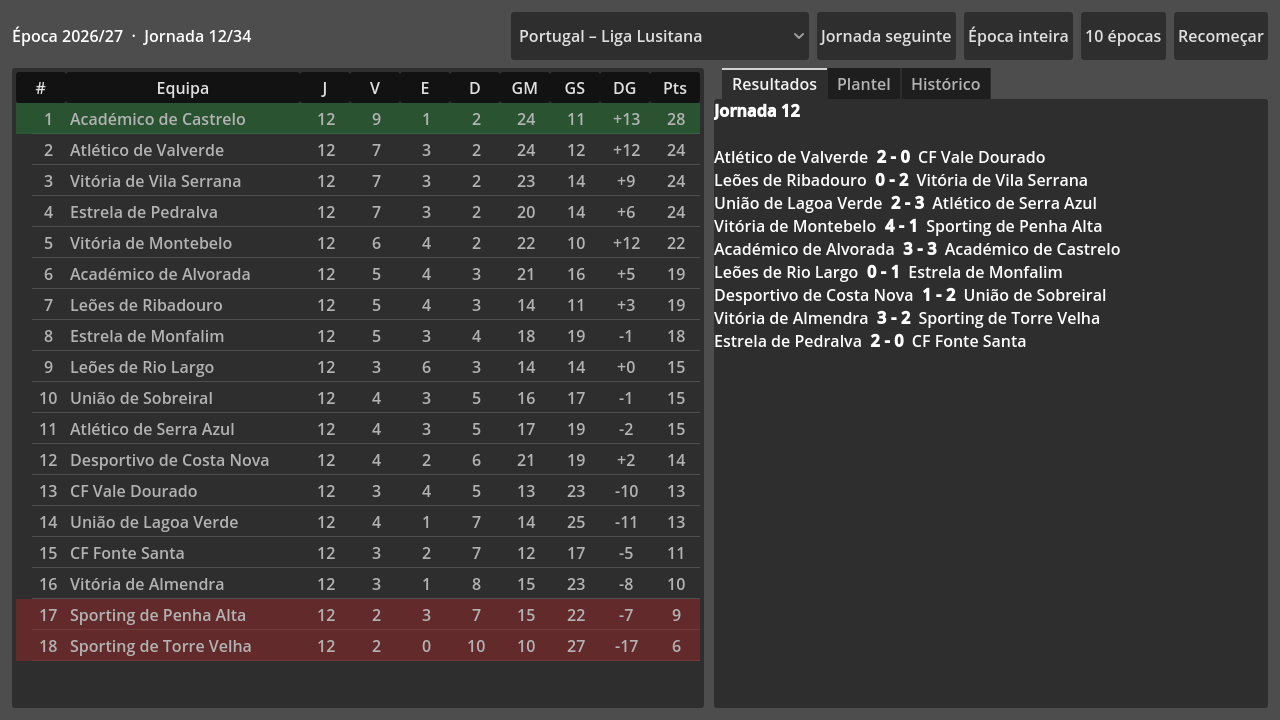 Época 2026/27 · Jornada 12/34
Portugal – Liga Lusitana
Jornada seguinte
Época inteira
10 épocas
Recomeçar
# Equipa J V E D GM GS DG Pts
1 Académico de Castrelo 12 9 1 2 24 11 +13 28
2 Atlético de Valverde 12 7 3 2 24 12 +12 24
3 Vitória de Vila Serrana 12 7 3 2 23 14 +9 24
4 Estrela de Pedralva 12 7 3 2 20 14 +6 24
5 Vitória de Montebelo 12 6 4 2 22 10 +12 22
6 Académico de Alvorada 12 5 4 3 21 16 +5 19
7 Leões de Ribadouro 12 5 4 3 14 11 +3 19
8 Estrela de Monfalim 12 5 3 4 18 19 -1 18
9 Leões de Rio Largo 12 3 6 3 14 14 +0 15
10 União de Sobreiral 12 4 3 5 16 17 -1 15
11 Atlético de Serra Azul 12 4 3 5 17 19 -2 15
12 Desportivo de Costa Nova 12 4 2 6 21 19 +2 14
13 CF Vale Dourado 12 3 4 5 13 23 -10 13
14 União de Lagoa Verde 12 4 1 7 14 25 -11 13
15 CF Fonte Santa 12 3 2 7 12 17 -5 11
16 Vitória de Almendra 12 3 1 8 15 23 -8 10
17 Sporting de Penha Alta 12 2 3 7 15 22 -7 9
18 Sporting de Torre Velha 12 2 0 10 10 27 -17 6
Resultados Plantel Histórico
Jornada 12
Atlético de Valverde 2 - 0 CF Vale Dourado
Leões de Ribadouro 0 - 2 Vitória de Vila Serrana
União de Lagoa Verde 2 - 3 Atlético de Serra Azul
Vitória de Montebelo 4 - 1 Sporting de Penha Alta
Académico de Alvorada 3 - 3 Académico de Castrelo
Leões de Rio Largo 0 - 1 Estrela de Monfalim
Desportivo de Costa Nova 1 - 2 União de Sobreiral
Vitória de Almendra 3 - 2 Sporting de Torre Velha
Estrela de Pedralva 2 - 0 CF Fonte Santa